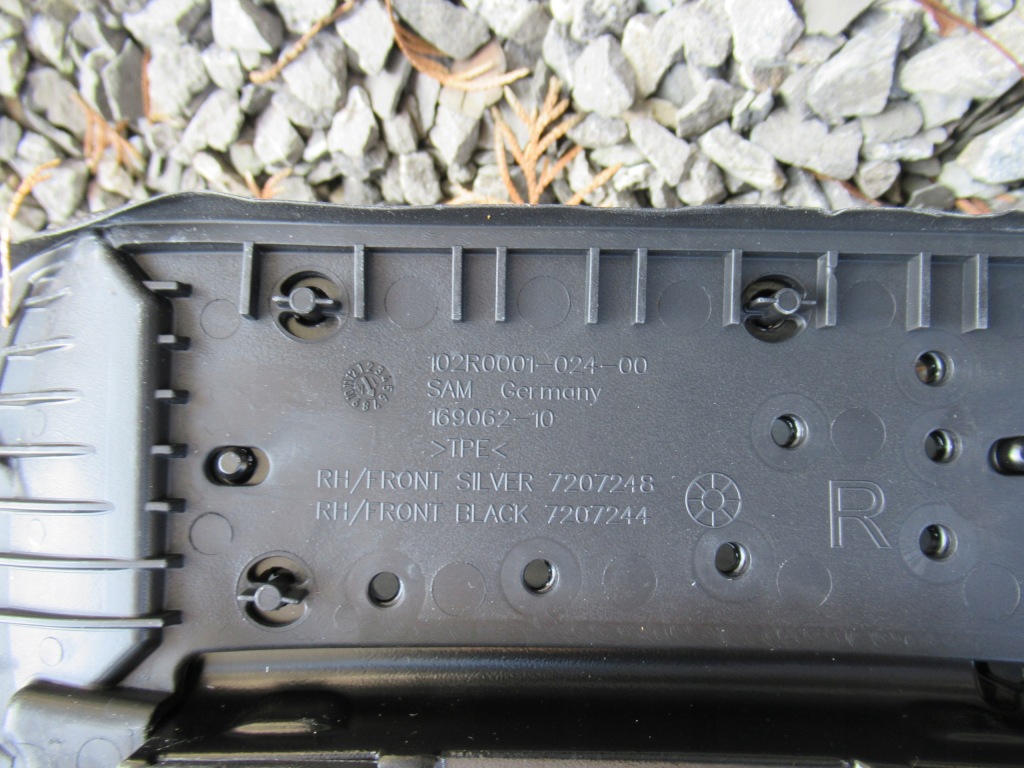 102R0001-024-00
SAM Germany
169062-10
>TPE<
RH/FRONT SILVER 7207248
RH/FRONT BLACK 7207244
R